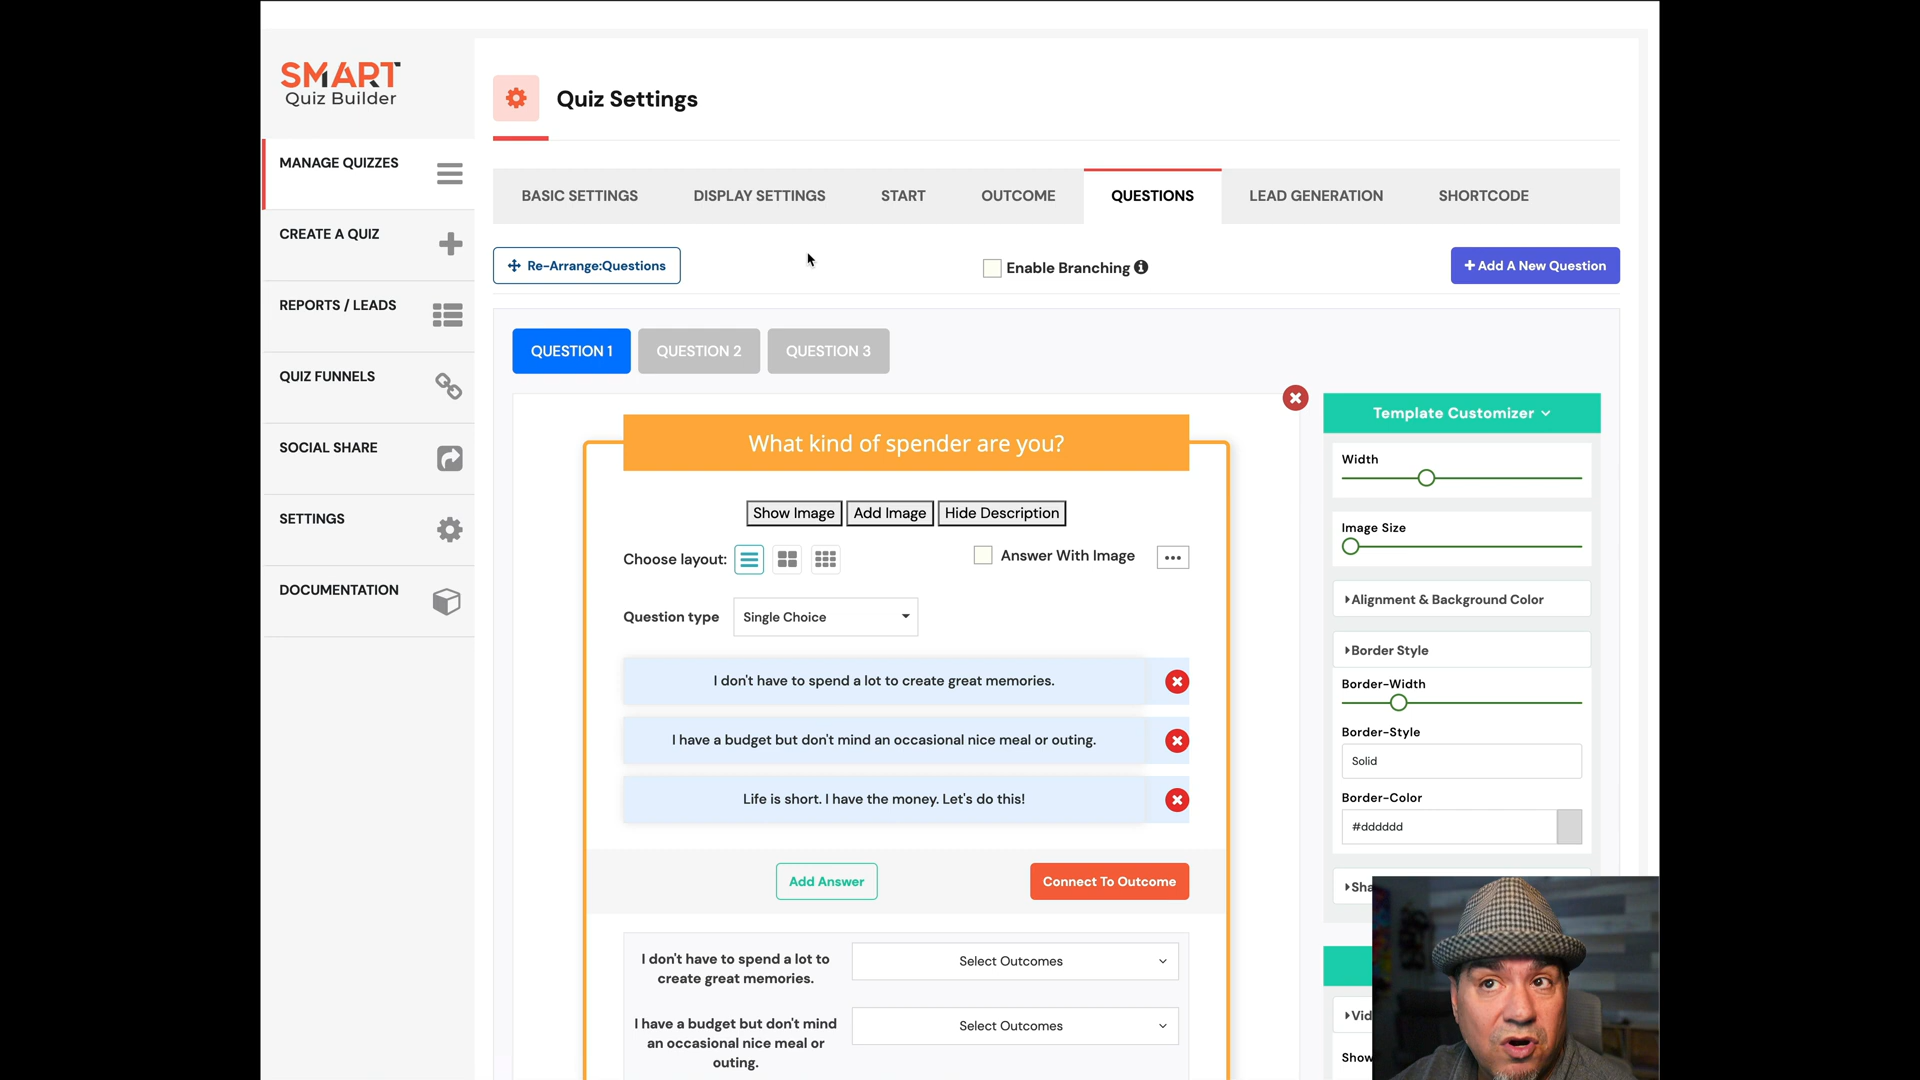 SMART
Quiz Builder
MANAGE QUIZZES
CREATE A QUIZ
REPORTS / LEADS
QUIZ FUNNELS
SOCIAL SHARE
SETTINGS
DOCUMENTATION
Quiz Settings
BASIC SETTINGS
DISPLAY SETTINGS
START
OUTCOME
QUESTIONS
LEAD GENERATION
SHORTCODE
Re-Arrange:Questions
Enable Branching
+ Add A New Question
QUESTION 1
QUESTION 2
QUESTION 3
What kind of spender are you?
Show Image
Add Image
Hide Description
Choose layout:
Answer With Image
Question type
Single Choice
I don't have to spend a lot to create great memories.
I have a budget but don't mind an occasional nice meal or outing.
Life is short. I have the money. Let's do this!
Add Answer
Connect To Outcome
I don't have to spend a lot to
create great memories.
Select Outcomes
I have a budget but don't mind
an occasional nice meal or
outing.
Select Outcomes
Template Customizer
Width
Image Size
Alignment & Background Color
Border Style
Border-Width
Border-Style
Solid
Border-Color
#dddddd
Sha
Vid
Show